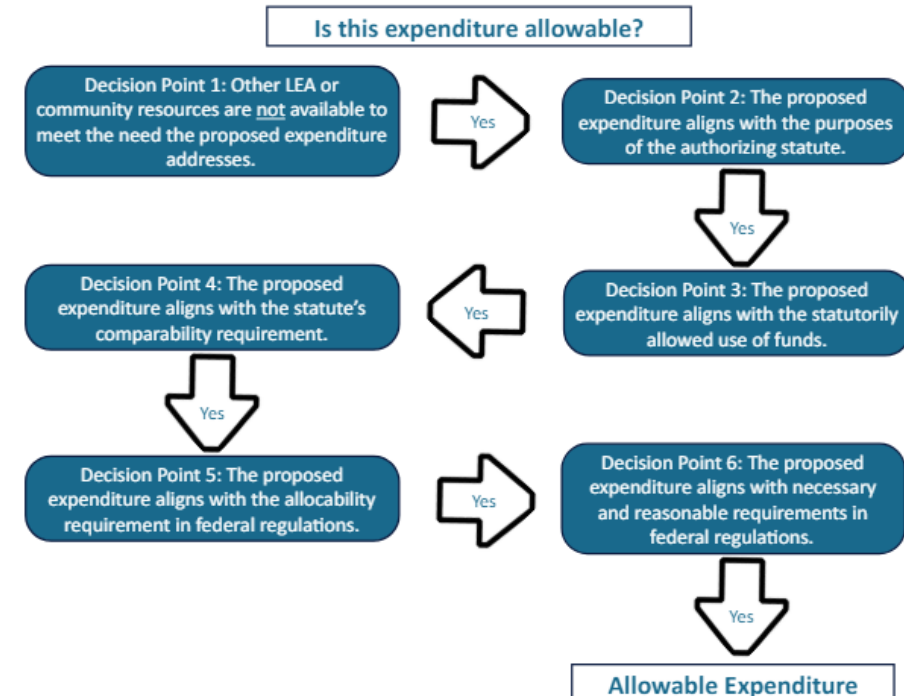 Is this expenditure allowable?
Decision Point 1: Other LEA or
community resources are not available to
meet the need the proposed expenditure
addresses.
Yes
Decision Point 2: The proposed
expenditure aligns with the purposes
of the authorizing statute.
Yes
Decision Point 3: The proposed
expenditure aligns with the statutorily
allowed use of funds.
Yes
Decision Point 4: The proposed
expenditure aligns with the statute's
comparability requirement.
Yes
Decision Point 5: The proposed
expenditure aligns with the allocability
requirement in federal regulations.
Yes
Decision Point 6: The proposed
expenditure aligns with necessary
and reasonable requirements in
federal regulations.
Yes
Allowable Expenditure